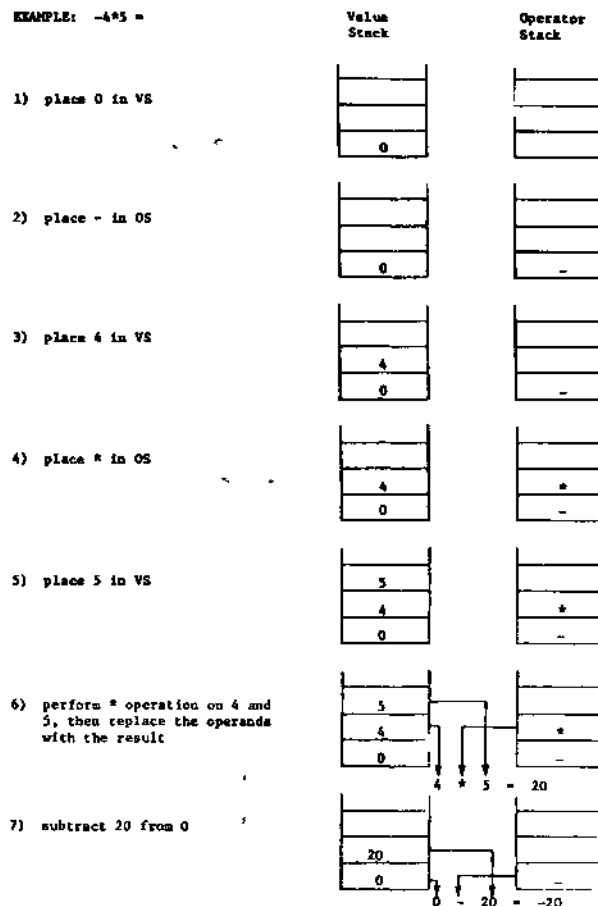 EXAMPLE: -4*5 =
Value Stack
Operator Stack
1) place 0 in VS
0
2) place - in OS
0
-
3) place 4 in VS
4
0
-
4) place * in OS
4
*
0
-
5) place 5 in VS
5
4
*
0
-
6) perform * operation on 4 and
5, then replace the operands
with the result
5
4
*
0
-
4 * 5 = 20
7) subtract 20 from 0
20
0
-
0 - 20 = -20